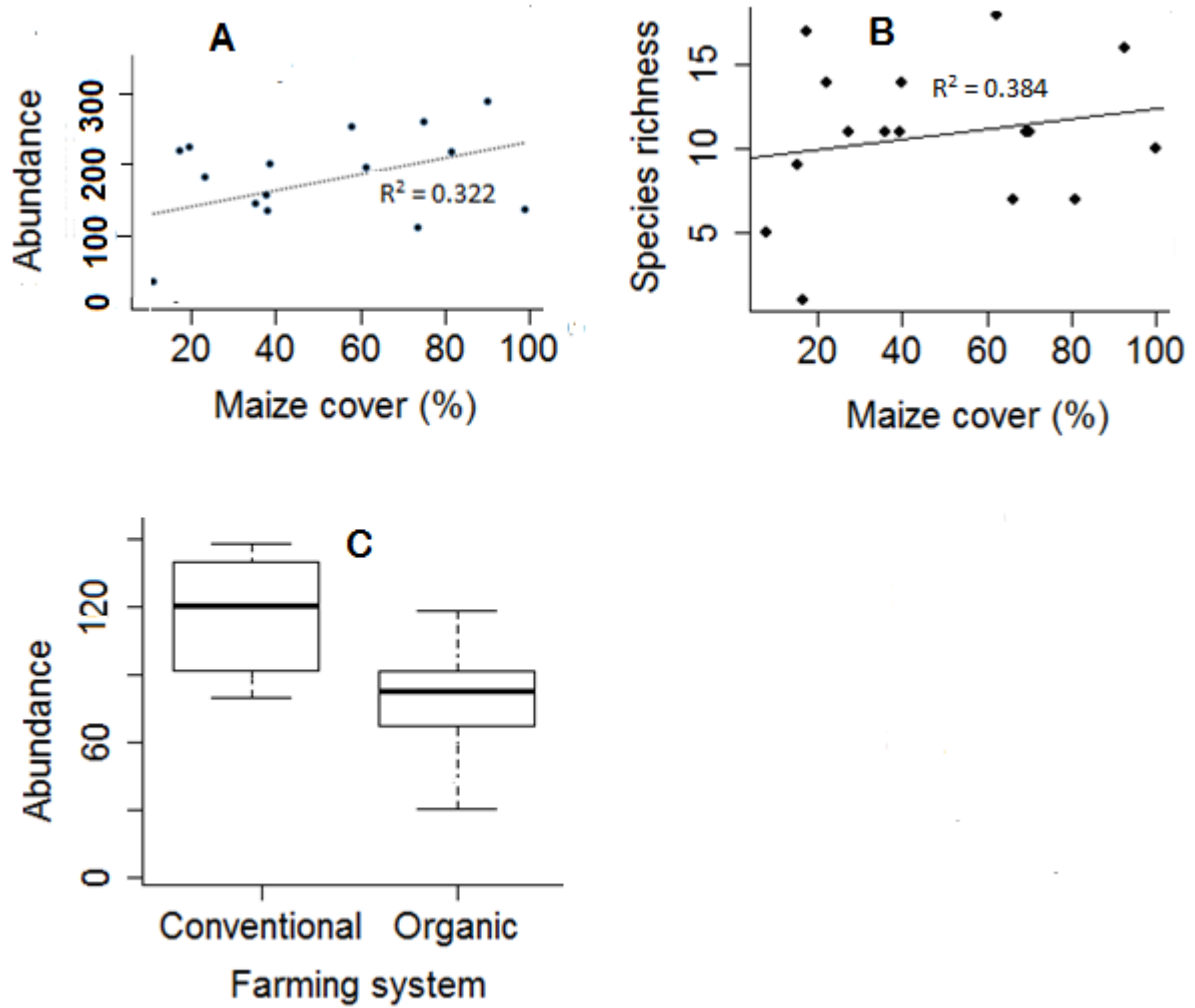 A
Abundance
300
200
100
0
R² = 0.322
20 40 60 80 100
Maize cover (%)
B
Species richness
15
10
5
R² = 0.384
20 40 60 80 100
Maize cover (%)
C
Abundance
120
60
0
Conventional Organic
Farming system